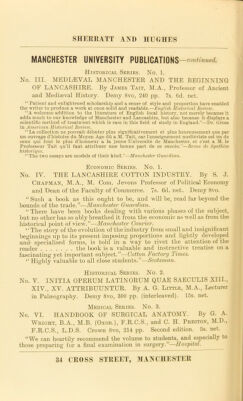 SHERRATT AND HUGHES
MANCHESTER UNIVERSITY PUBLICATIONS—continued.
HISTORICAL SERIES. No. 1.
No. III. MEDIÆVAL MANCHESTER AND THE BEGINNING
OF LANCASHIRE. By JAMES TAIT, M.A., Professor of Ancient
and Mediæval History. Demy 8vo, 240 pp. 7s. 6d. net.
"Patient and enlightened scholarship and a sense of style and proportion have enabled
the writer to produce a work at once solid and readable."—English Historical Review.
"A welcome addition to the literature of English local history, not merely because it
adds much to our knowledge of Manchester and Lancashire, but also because it displays a
scientific method of treatment which is rare in this field of study in England."—Dr. Gross
in American Historical Review.
"La collection ne pouvait débuter plus significativement et plus heureusement que par
un ouvrage d'histoire du Moyen Age dû à M. Tait, car l'enseignement médiéviste est un de
ceux qui font le plus d'honneur à la jeune Université de Manchester, et c'est à M. le
Professeur Tait qu'il faut attribuer une bonne part de ce succès."—Revue de Synthèse
historique.
"The two essays are models of their kind."—Manchester Guardian.
ECONOMIC SERIES. No. 1.
No. IV. THE LANCASHIRE COTTON INDUSTRY. By S. J.
CHAPMAN, M.A., M. Com. Jevons Professor of Political Economy
and Dean of the Faculty of Commerce. 7s. 6d. net. Demy 8vo.
"Such a book as this ought to be, and will be, read far beyond the
bounds of the trade."—Manchester Guardian.
"There have been books dealing with various phases of the subject,
but no other has so ably treated it from the economic as well as from the
historical point of view."—Manchester Courier.
"The story of the evolution of the industry from small and insignificant
beginnings up to its present imposing proportions and highly developed
and specialised forms, is told in a way to rivet the attention of the
reader . . . . . . . the book is a valuable and instructive treatise on a
fascinating yet important subject."—Cotton Factory Times.
"Highly valuable to all close students."—Scotsman.
HISTORICAL SERIES. No. 2.
No. V. INITIA OPERUM LATINORUM QUAE SAECULIS XIII.,
XIV., XV. ATTRIBUUNTUR. By A. G. LITTLE, M.A., Lecturer
in Palæography. Demy 8vo, 300 pp. (interleaved). 15s. net.
MEDICAL SERIES. No. 3.
No. VI. HANDBOOK OF SURGICAL ANATOMY. By G. A.
WRIGHT, B.A., M.B. (Oxon.), F.R.C.S., and C. H. PRESTON, M.D.,
F.R.C.S., L.D.S. Crown 8vo, 214 pp. Second edition. 5s. net.
"We can heartily recommend the volume to students, and especially to
those preparing for a final examination in surgery."—Hospital.
34 CROSS STREET, MANCHESTER